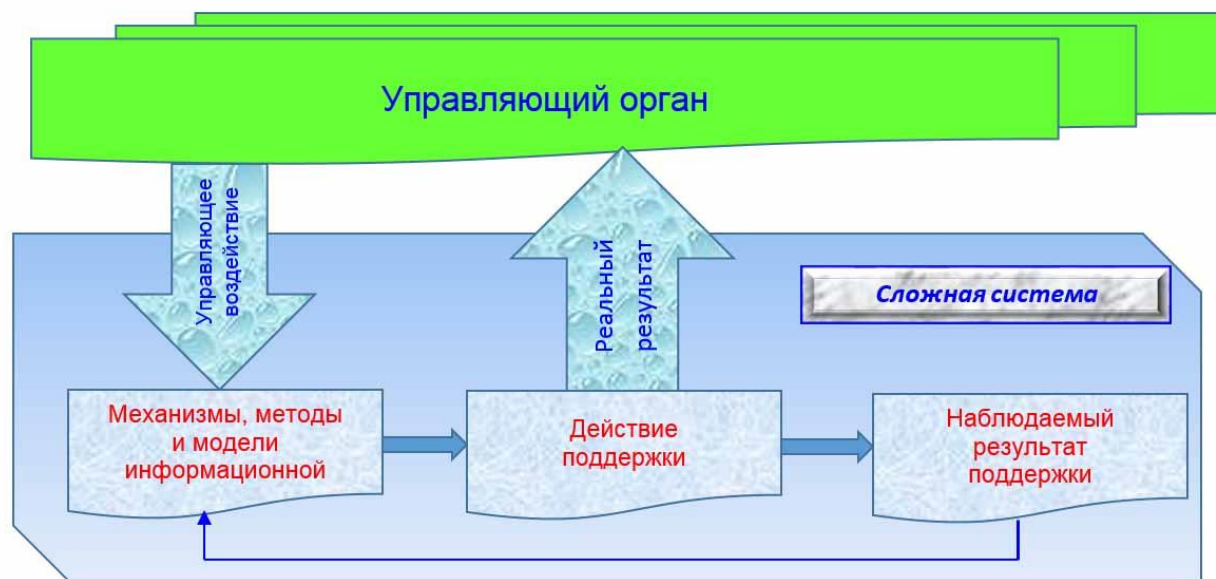 Управляющий орган
Управляющее
воздействие
Реальный
результат
Сложная система
Механизмы, методы
и модели
информационной
Действие
поддержки
Наблюдаемый
результат
поддержки